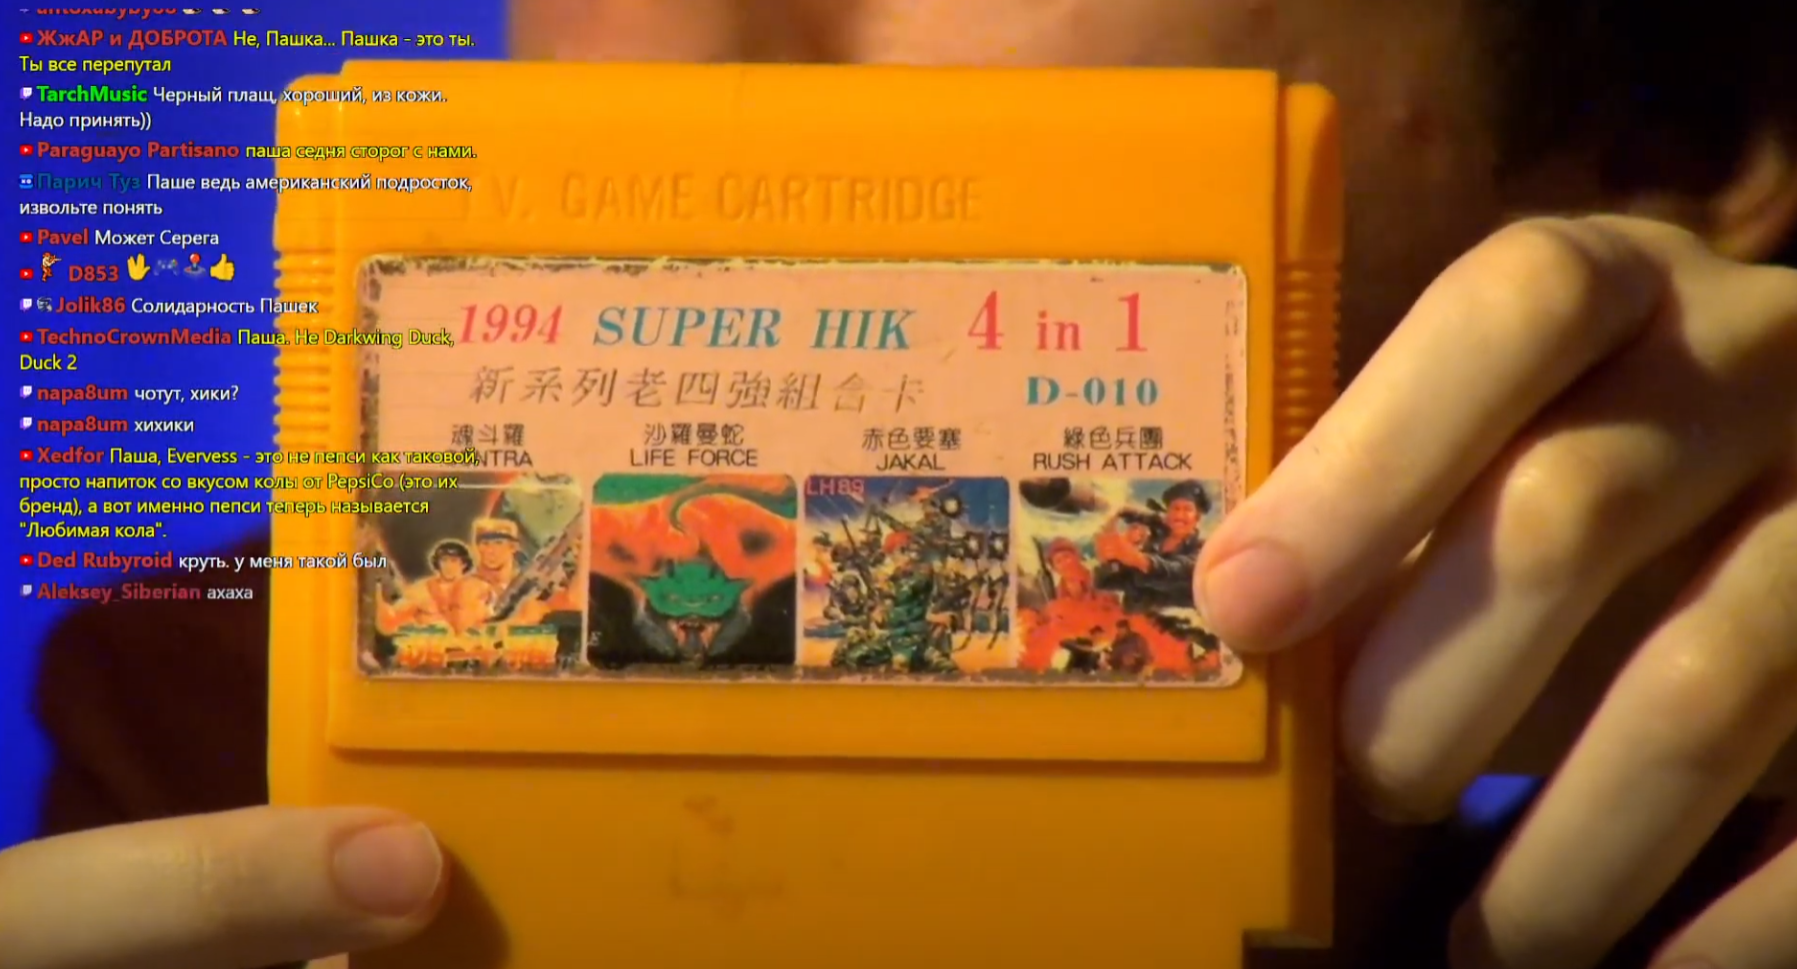 ЖжАР и ДОБРОТА Не, Пашка... Пашка - это ты.
Ты все перепутал
TarchMusic Черный плащ, хороший, из кожи.
Надо принять))
Paraguayo Partisano паша седня сторог с нами.
Парич Туз Паше ведь американский подросток,
извольте понять
Pavel Может Серега
D853
Jolik86 Солидарность Пашек
TechnoCrownMedia Паша. Не Darkwing Duck,
Duck 2
napa8um чотут, хики?
napa8um хихики
Xedfor Паша, Evervess - это не пепси как таковой,
просто напиток со вкусом колы от PepsiCo (это их
бренд), а вот именно пепси теперь называется
"Любимая кола".
Ded Rubyroid круть. у меня такой был
Aleksey_Siberian ахаха
V. GAME CARTRIDGE
1994 SUPER HIK 4 in 1
新系列老四強組合卡 D-010
魂斗羅 沙羅曼蛇 赤色要塞 綠色兵團
LIFE FORCE JAKAL RUSH ATTACK
LH89